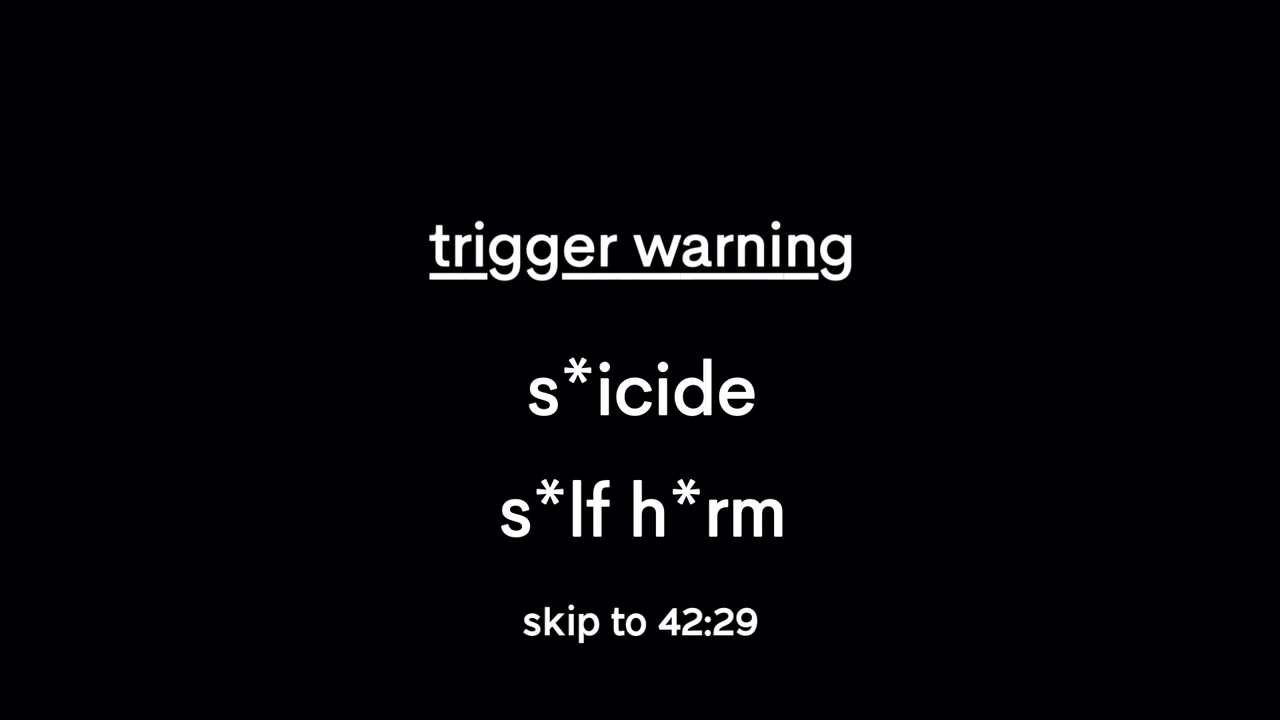 trigger warning
s*icide
s*lf h*rm
skip to 42:29